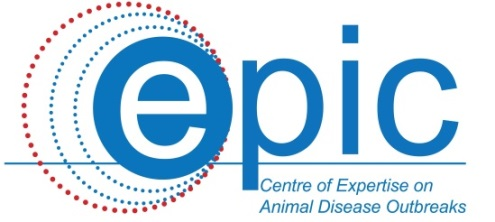 epic
Centre of Expertise on
Animal Disease Outbreaks